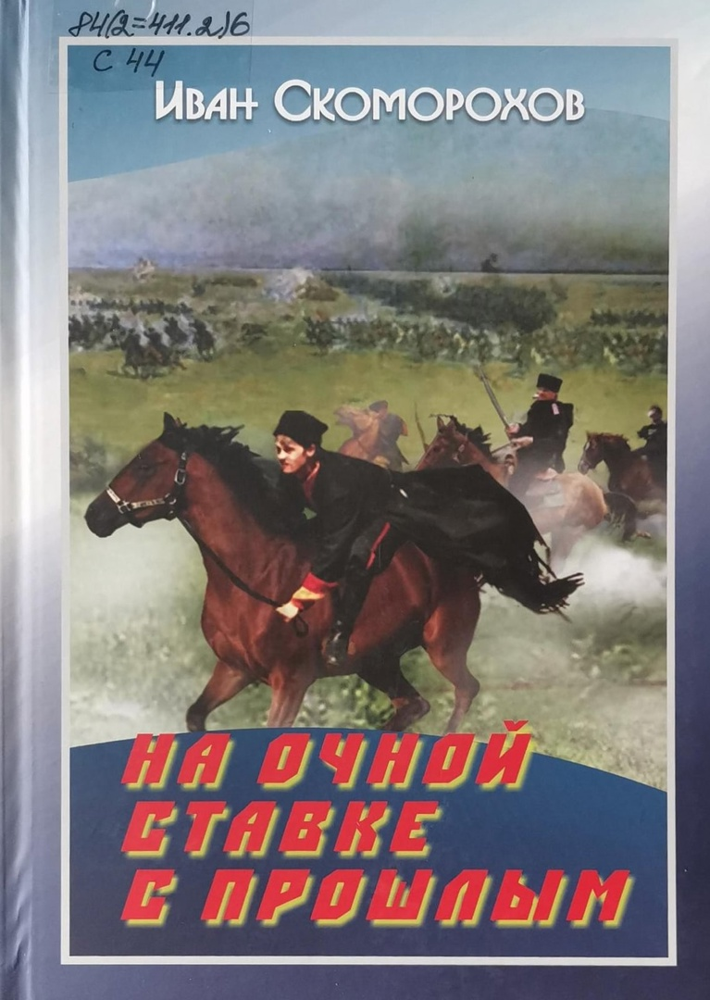 84(2=411.2)6
С 44
Иван Скоморохов
НА ОЧНОЙ
СТАВКЕ
С ПРОШЛЫМ